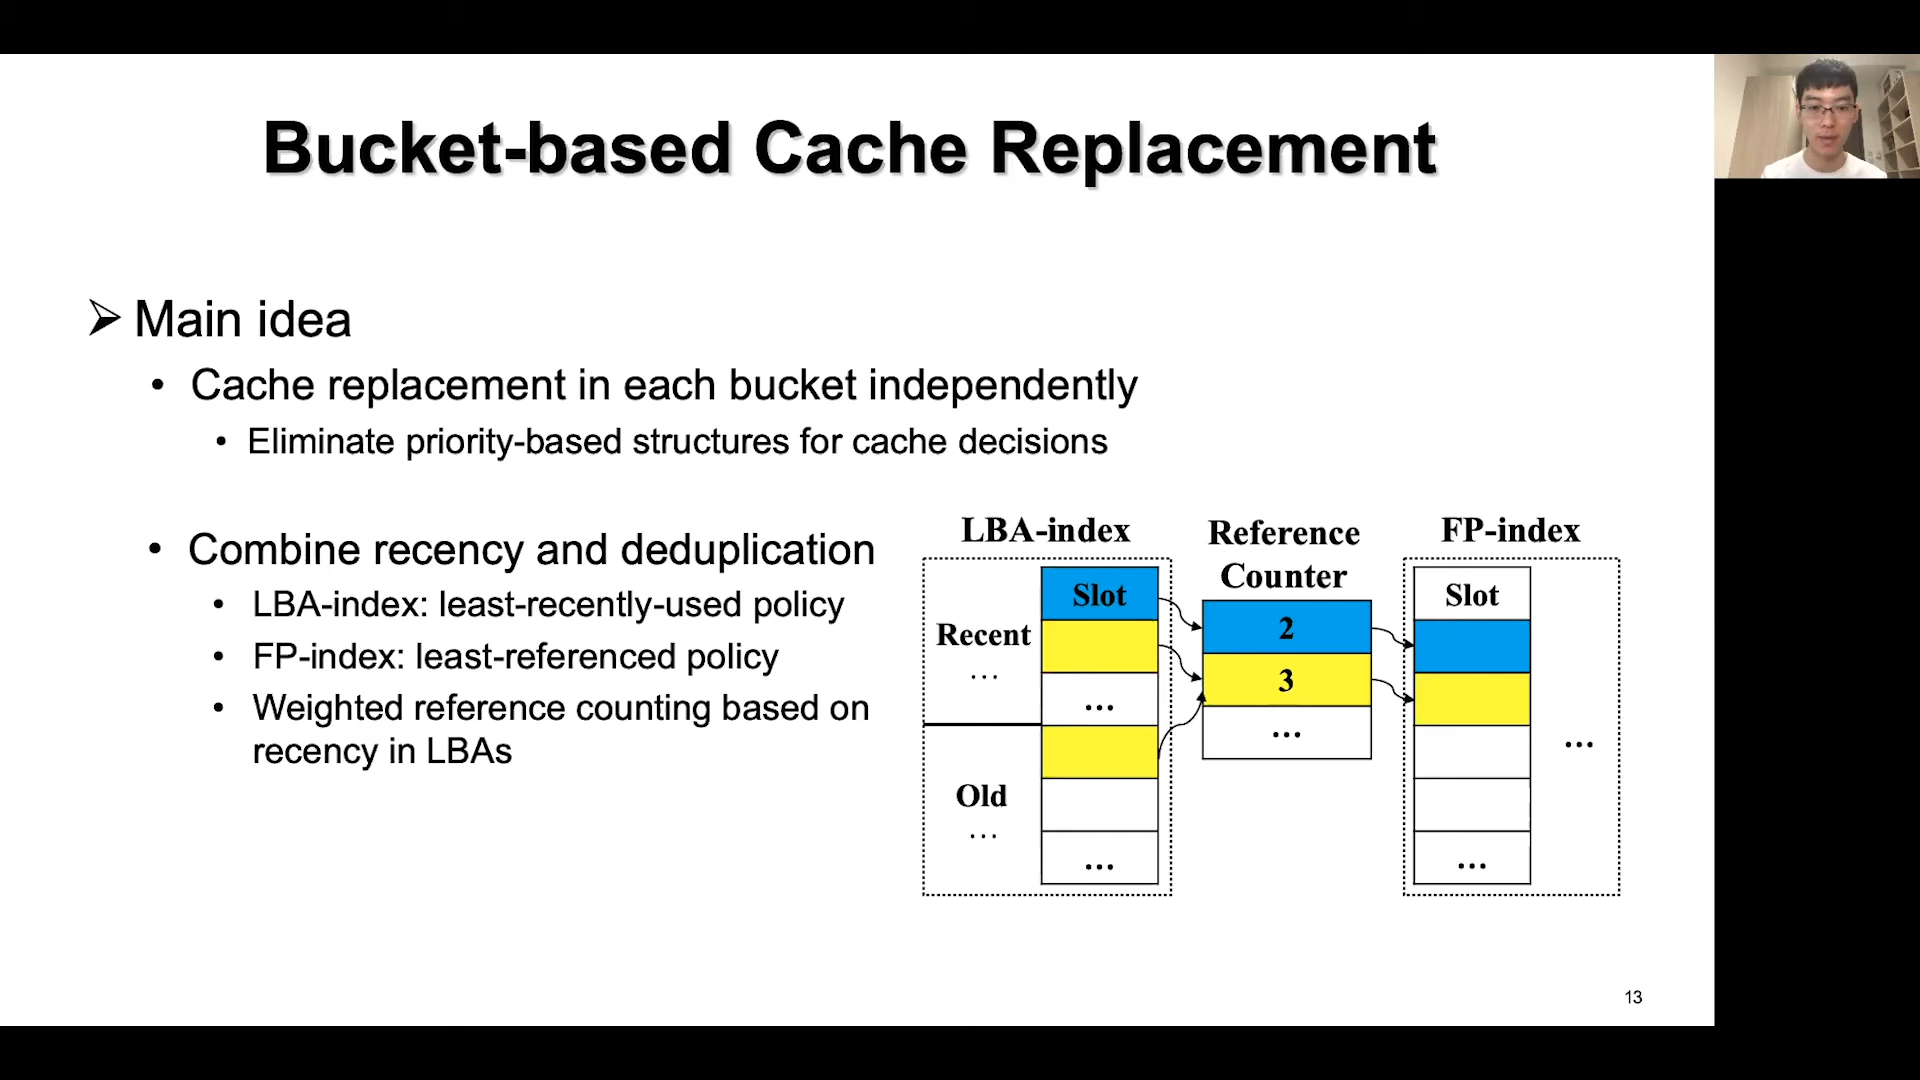 Bucket-based Cache Replacement
Main idea
• Cache replacement in each bucket independently
• Eliminate priority-based structures for cache decisions
• Combine recency and deduplication
• LBA-index: least-recently-used policy
• FP-index: least-referenced policy
• Weighted reference counting based on
recency in LBAs
LBA-index
Recent
...
Old
...
Slot
...
...
Reference
Counter
2
3
...
FP-index
Slot
...
...
13